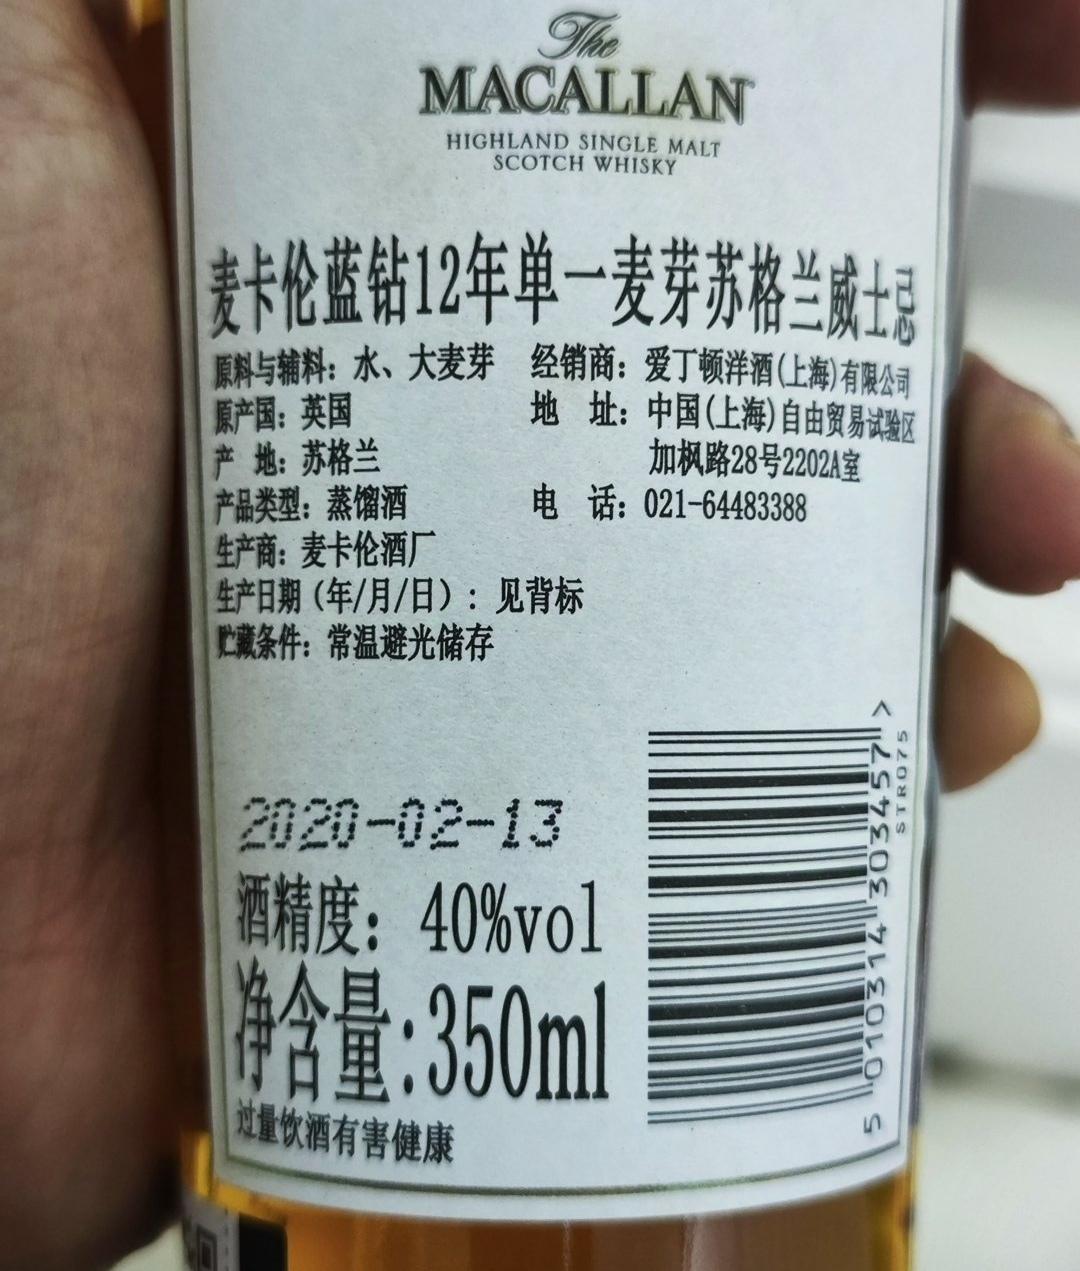 The
MACALLAN
HIGHLAND SINGLE MALT
SCOTCH WHISKY
麦卡伦蓝钻12年单一麦芽苏格兰威士忌
原料与辅料：水、大麦芽
原产国：英国
产 地：苏格兰
产品类型：蒸馏酒
生产商：麦卡伦酒厂
生产日期（年/月/日）：见背标
贮藏条件：常温避光储存
经销商：爱丁顿洋酒(上海)有限公司
地 址：中国(上海)自由贸易试验区
加枫路28号2202A室
电 话：021-64483388
2020-02-13
酒精度：40%vol
净含量:350ml
过量饮酒有害健康
5 010314 303457 >
STR075